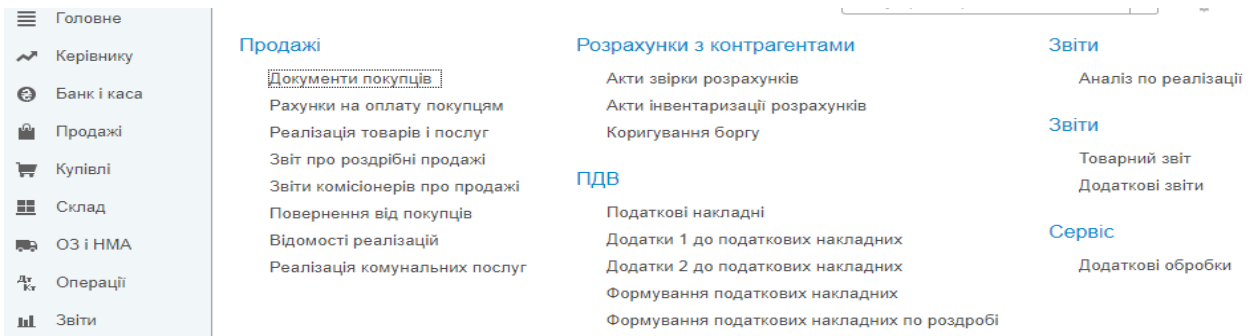 Головне
Керівнику
Банк і каса
Продажі
Купівлі
Склад
ОЗ і НМА
Операції
Звіти
Продажі
Документи покупців
Рахунки на оплату покупцям
Реалізація товарів і послуг
Звіт про роздрібні продажі
Звіти комісіонерів про продажі
Повернення від покупців
Відомості реалізацій
Реалізація комунальних послуг
Розрахунки з контрагентами
Акти звірки розрахунків
Акти інвентаризації розрахунків
Коригування боргу
ПДВ
Податкові накладні
Додатки 1 до податкових накладних
Додатки 2 до податкових накладних
Формування податкових накладних
Формування податкових накладних по роздробі
Звіти
Аналіз по реалізації
Звіти
Товарний звіт
Додаткові звіти
Сервіс
Додаткові обробки